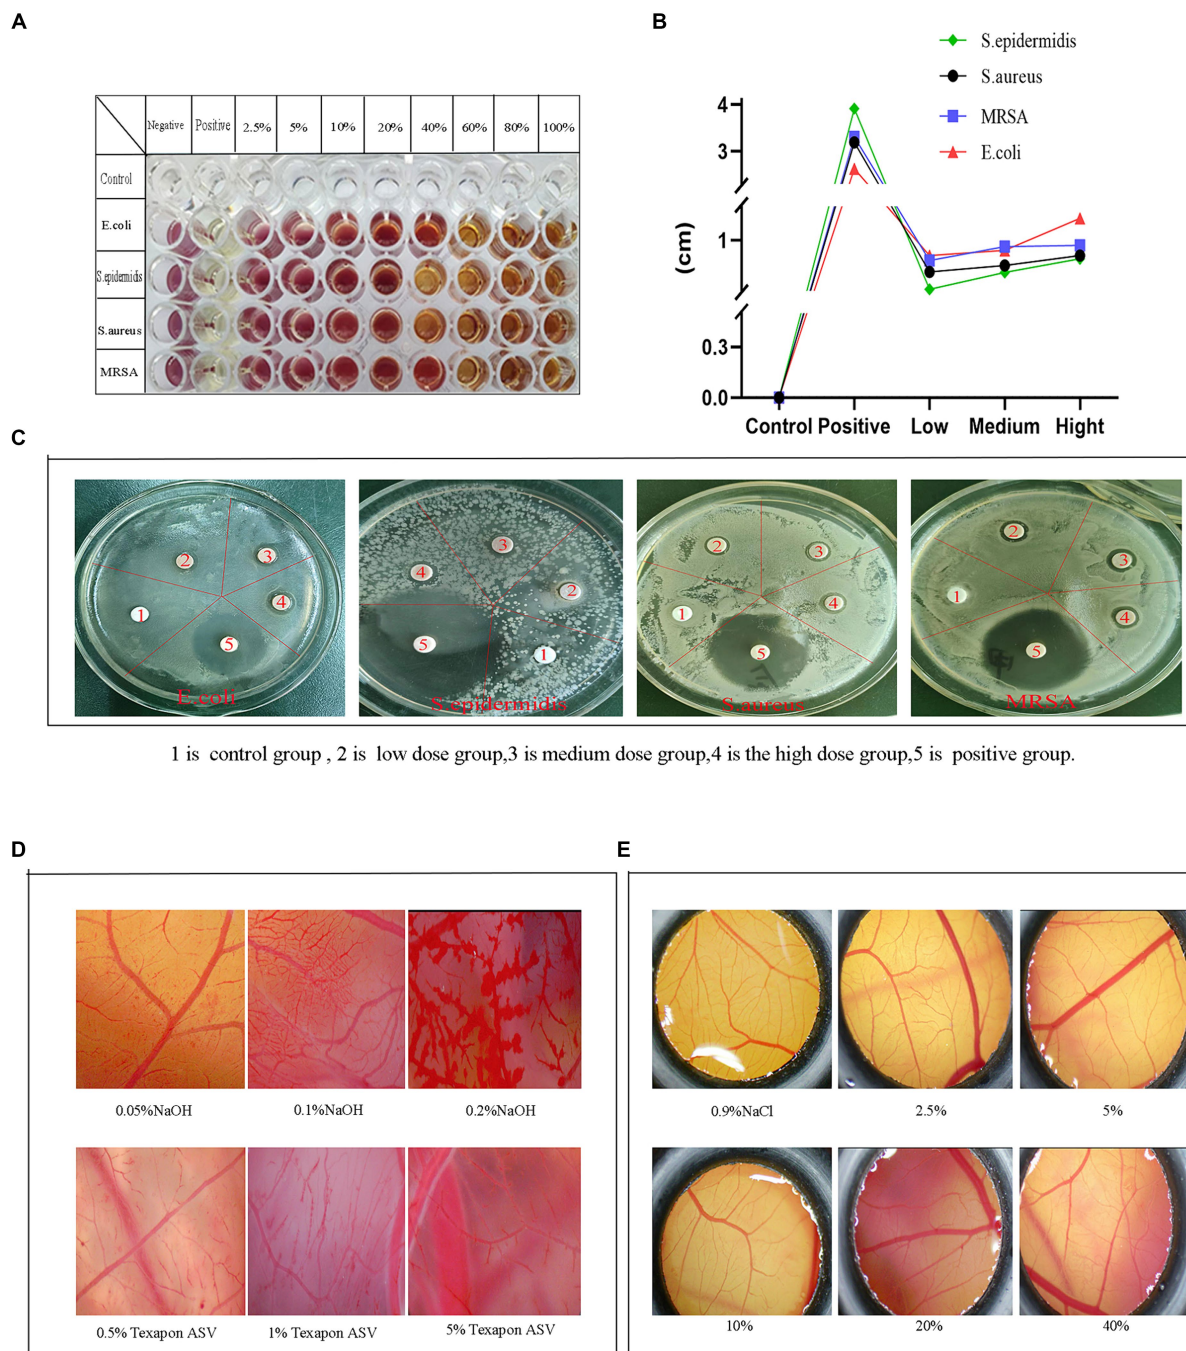 A
Negative Positive 2.5% 5% 10% 20% 40% 60% 80% 100%
Control
E.coli
S.epidermidis
S.aureus
MRSA
B
S.epidermidis
S.aureus
MRSA
E.coli
4
3
1
0.3
0.0
(cm)
Control Positive Low Medium Hight
C
2 3 1 4 5
E.coli
3 4 2 5 1
S.epidermidis
2 3 1 4 5
S.aureus
2 3 1 4 5
MRSA
1 is control group , 2 is low dose group,3 is medium dose group,4 is the high dose group,5 is positive group.
D
0.05%NaOH 0.1%NaOH 0.2%NaOH
0.5% Texapon ASV 1% Texapon ASV 5% Texapon ASV
E
0.9%NaCl 2.5% 5%
10% 20% 40%